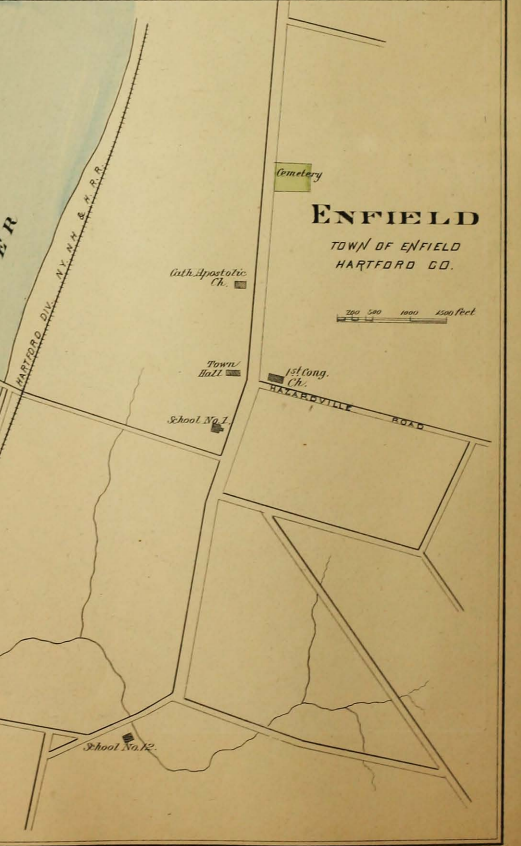 ER
HARTFORD DIV. N.Y. N.H. & H. R.R.
Cemetery
ENFIELD
TOWN OF ENFIELD
HARTFORD CO.
200 500 1000 1500 feet
Cath. Apostolic
Ch.
Town
Hall
1st Cong.
Ch.
HAZARDVILLE ROAD
School No. 1.
School No. 12.